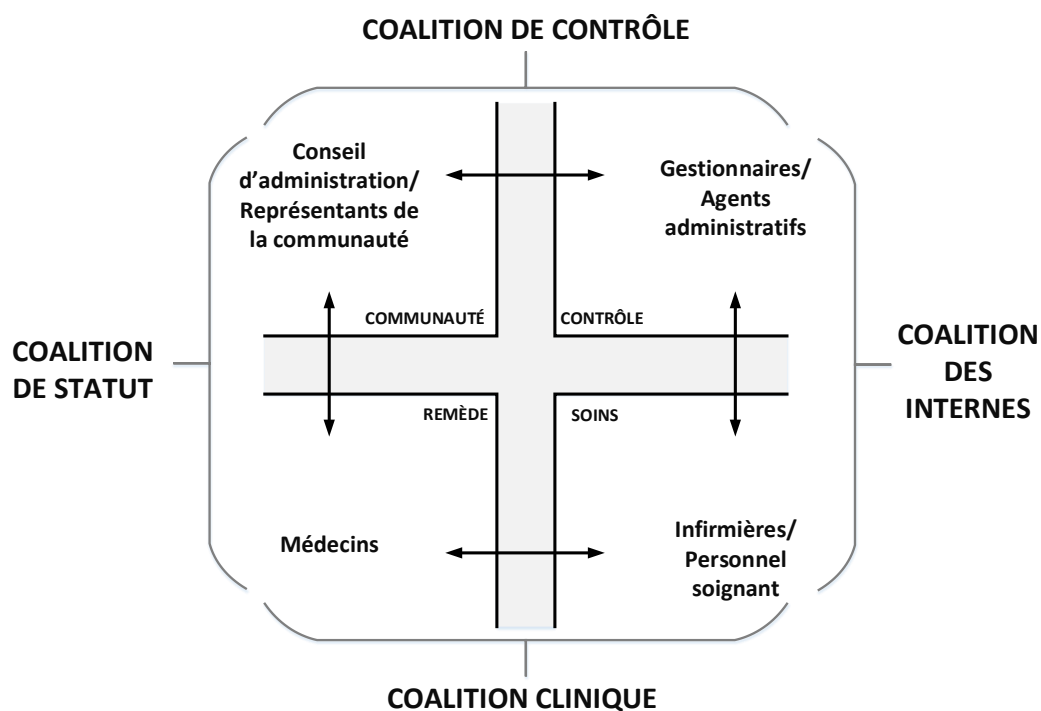 COALITION DE CONTRÔLE
Conseil
d’administration/
Représentants de
la communauté
Gestionnaires/
Agents
administratifs
COMMUNAUTÉ
CONTRÔLE
COALITION
DE STATUT
COALITION
DES
INTERNES
REMÈDE
SOINS
Médecins
Infirmières/
Personnel
soignant
COALITION CLINIQUE